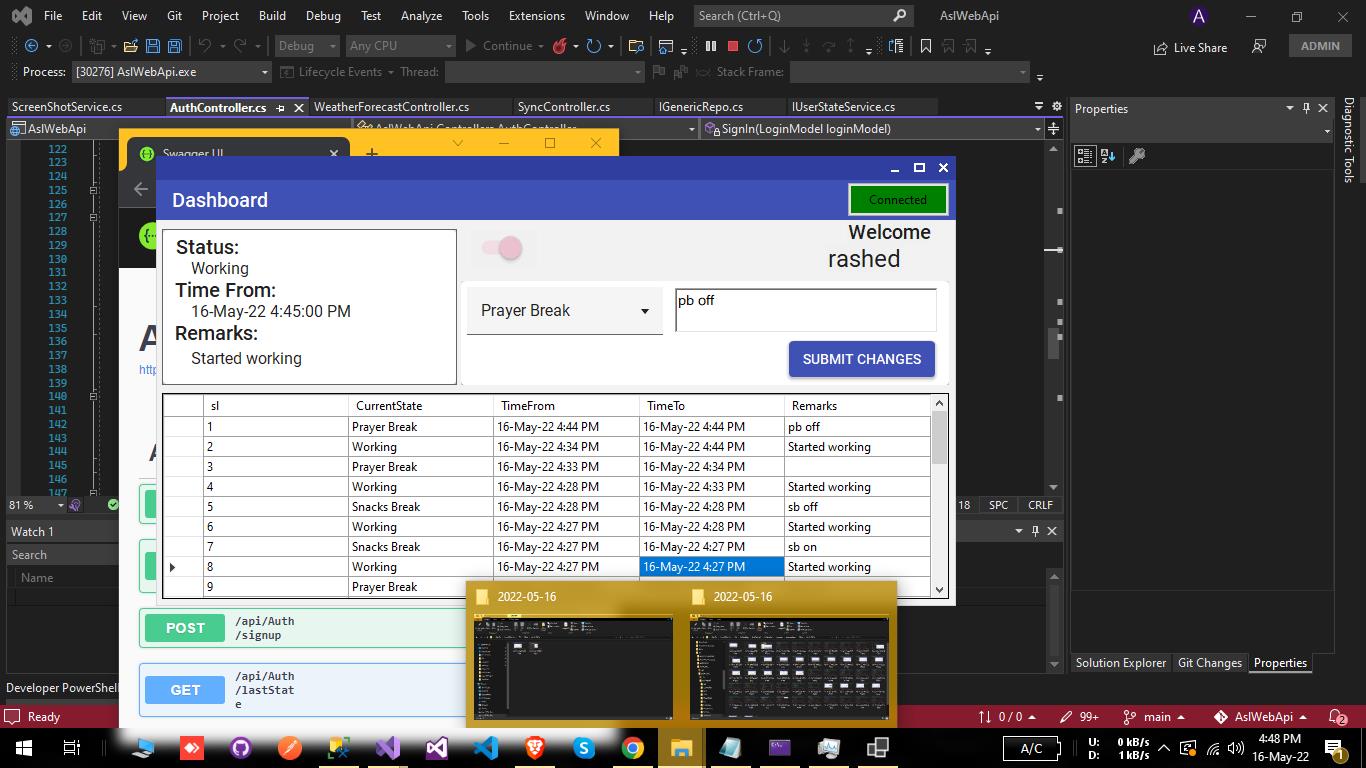 File Edit View Git Project Build Debug Test Analyze Tools Extensions Window Help Search (Ctrl+Q) AslWebApi A
Debug Any CPU Continue Live Share ADMIN
Process: [30276] AslWebApi.exe Lifecycle Events Thread: Stack Frame:
ScreenShotService.cs AuthController.cs WeatherForecastController.cs SyncController.cs IGenericRepo.cs IUserStateService.cs Properties
AslWebApi AslWebApi.Controllers.AuthController SignIn(LoginModel loginModel)
Diagnostic Tools
122
123
124
125
126
127
128
129
130
131
132
133
134
135
136
137
138
139
140
141
142
143
144
145
146
147
Swagger UI
Dashboard Connected
Status: Welcome
Working rashed
Time From:
16-May-22 4:45:00 PM
Remarks:
Started working
Prayer Break pb off
SUBMIT CHANGES
sl CurrentState TimeFrom TimeTo Remarks
1 Prayer Break 16-May-22 4:44 PM 16-May-22 4:44 PM pb off
2 Working 16-May-22 4:34 PM 16-May-22 4:44 PM Started working
3 Prayer Break 16-May-22 4:33 PM 16-May-22 4:34 PM
4 Working 16-May-22 4:28 PM 16-May-22 4:33 PM Started working
5 Snacks Break 16-May-22 4:28 PM 16-May-22 4:28 PM sb off
6 Working 16-May-22 4:27 PM 16-May-22 4:28 PM Started working
7 Snacks Break 16-May-22 4:27 PM 16-May-22 4:27 PM sb on
8 Working 16-May-22 4:27 PM 16-May-22 4:27 PM Started working
9 Prayer Break
81 % 18 SPC CRLF
Watch 1
Search
Name
2022-05-16 2022-05-16
POST /api/Auth
/signup
GET /api/Auth
/lastStat
e
Solution Explorer Git Changes Properties
Developer PowerShell
Ready 0 / 0 99+ main AslWebApi 2
A/C U: 0 kB/s 4:48 PM
D: 1 kB/s 16-May-22 1